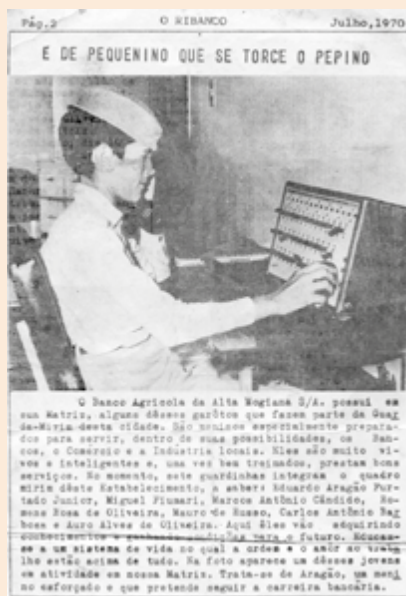 Pág.2 O RIBANCO Julho,1970
E DE PEQUENINO QUE SE TORCE O PEPINO
O Banco Agrícola da Alta Mogiana S/A. possui em
sua Matriz, alguns dêsses garôtos que fazem parte da Guar
da-Mirim desta cidade. São meninos especialmente prepara-
dos para servir, dentro de suas possibilidades, os Ban-
cos, o Comércio e a Indústria locais. Eles são muito vi-
vos e inteligentes e, uma vez bem treinados, prestam bons
serviços. No momento, sete guardinhas integram o quadro
mirim dêste Estabelecimento, a saber: Eduardo Aragão Fur-
tado Junior, Miguel Fiumari, Marcos Antônio Cândido,
Rosa de Oliveira, Mauro de Russo, Carlos Antônio
e Auro Alves de Oliveira. Aqui êles vão adquirindo
conhecimentos e ganhando condições para o futuro. Educam-
se a um sistema de vida no qual a ordem e o amor ao traba
lho estão acima de tudo. Na foto aparece um dêsses jovens
em atividade em nossa Matriz. Trata-se de Aragão, um meni
no esforçado e que pretende seguir a carreira bancária.